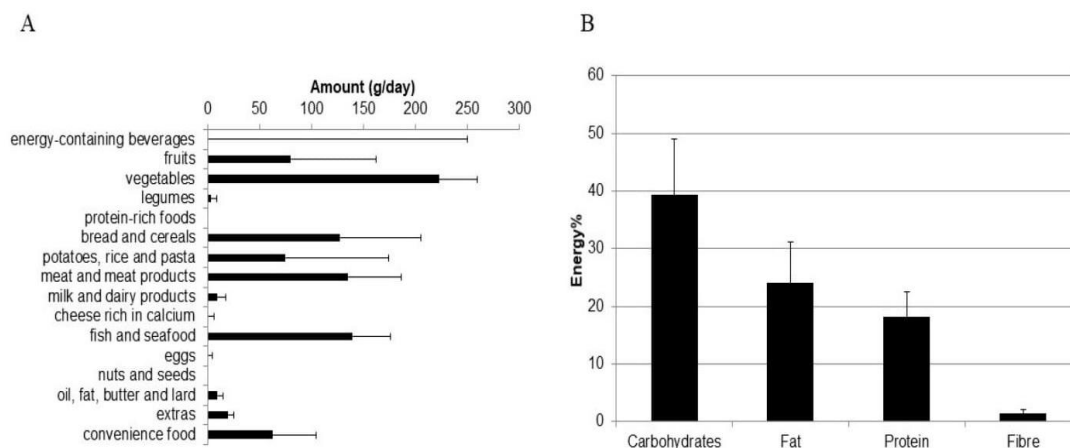 A
Amount (g/day)
0 50 100 150 200 250 300
energy-containing beverages
fruits
vegetables
legumes
protein-rich foods
bread and cereals
potatoes, rice and pasta
meat and meat products
milk and dairy products
cheese rich in calcium
fish and seafood
eggs
nuts and seeds
oil, fat, butter and lard
extras
convenience food
B
Energy%
60
50
40
30
20
10
0
Carbohydrates Fat Protein Fibre